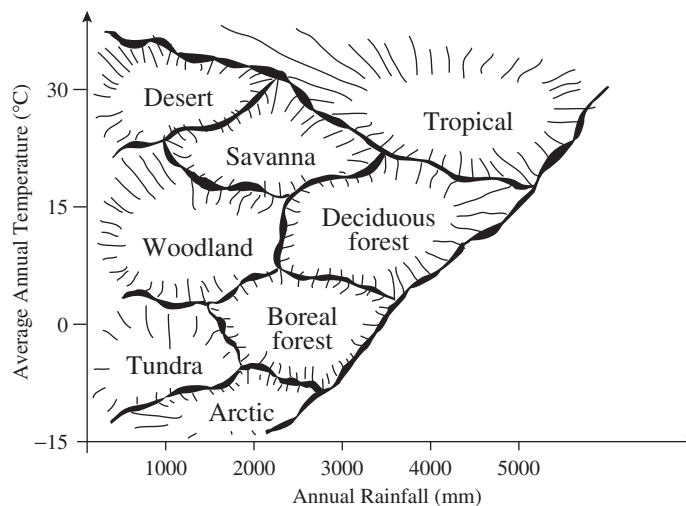 Average Annual Temperature (°C)
30
15
0
–15
Desert
Tropical
Savanna
Deciduous
forest
Woodland
Boreal
forest
Tundra
Arctic
1000
2000
3000
4000
5000
Annual Rainfall (mm)